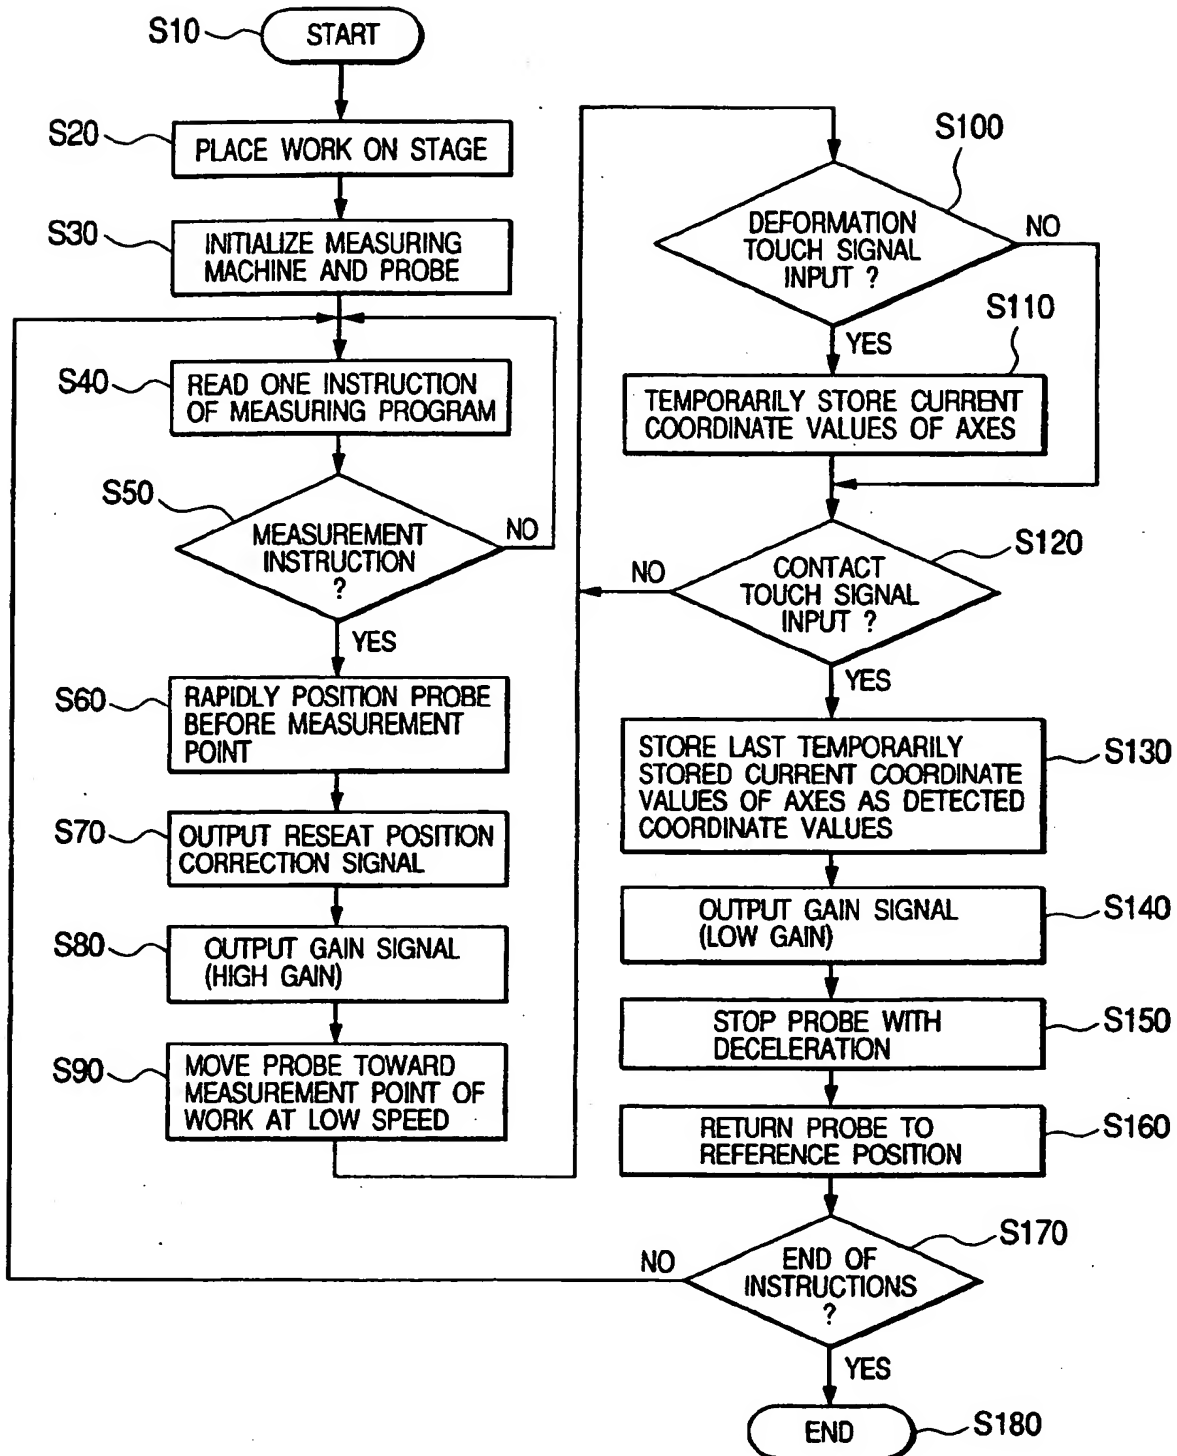 S10
START
S20
PLACE WORK ON STAGE
S30
INITIALIZE MEASURING
MACHINE AND PROBE
S40
READ ONE INSTRUCTION
OF MEASURING PROGRAM
S50
MEASUREMENT
INSTRUCTION
?
NO
YES
S60
RAPIDLY POSITION PROBE
BEFORE MEASUREMENT
POINT
S70
OUTPUT RESEAT POSITION
CORRECTION SIGNAL
S80
OUTPUT GAIN SIGNAL
(HIGH GAIN)
S90
MOVE PROBE TOWARD
MEASUREMENT POINT OF
WORK AT LOW SPEED
S100
DEFORMATION
TOUCH SIGNAL
INPUT ?
NO
YES
S110
TEMPORARILY STORE CURRENT
COORDINATE VALUES OF AXES
S120
CONTACT
TOUCH SIGNAL
INPUT ?
NO
YES
S130
STORE LAST TEMPORARILY
STORED CURRENT COORDINATE
VALUES OF AXES AS DETECTED
COORDINATE VALUES
S140
OUTPUT GAIN SIGNAL
(LOW GAIN)
S150
STOP PROBE WITH
DECELERATION
S160
RETURN PROBE TO
REFERENCE POSITION
S170
END OF
INSTRUCTIONS
?
NO
YES
END
S180